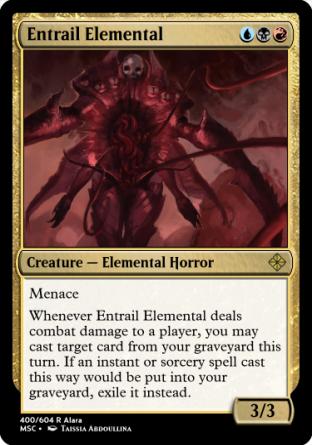 Entrail Elemental
Creature — Elemental Horror
Menace
Whenever Entrail Elemental deals
combat damage to a player, you may
cast target card from your graveyard this
turn. If an instant or sorcery spell cast
this way would be put into your
graveyard, exile it instead.
3/3
400/604 R Alara
MSC • Taissia Abdoullina